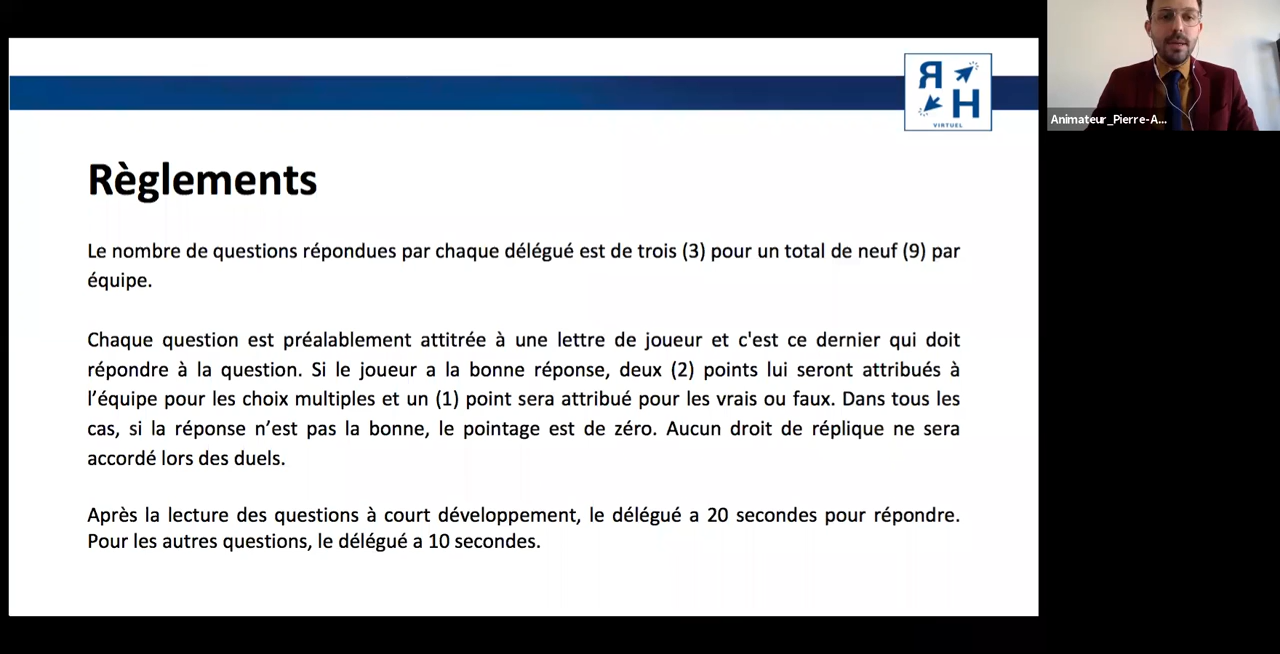 Я
H
VIRTUEL
Animateur_Pierre-A...
Règlements
Le nombre de questions répondues par chaque délégué est de trois (3) pour un total de neuf (9) par
équipe.
Chaque question est préalablement attitrée à une lettre de joueur et c'est ce dernier qui doit
répondre à la question. Si le joueur a la bonne réponse, deux (2) points lui seront attribués à
l’équipe pour les choix multiples et un (1) point sera attribué pour les vrais ou faux. Dans tous les
cas, si la réponse n’est pas la bonne, le pointage est de zéro. Aucun droit de réplique ne sera
accordé lors des duels.
Après la lecture des questions à court développement, le délégué a 20 secondes pour répondre.
Pour les autres questions, le délégué a 10 secondes.